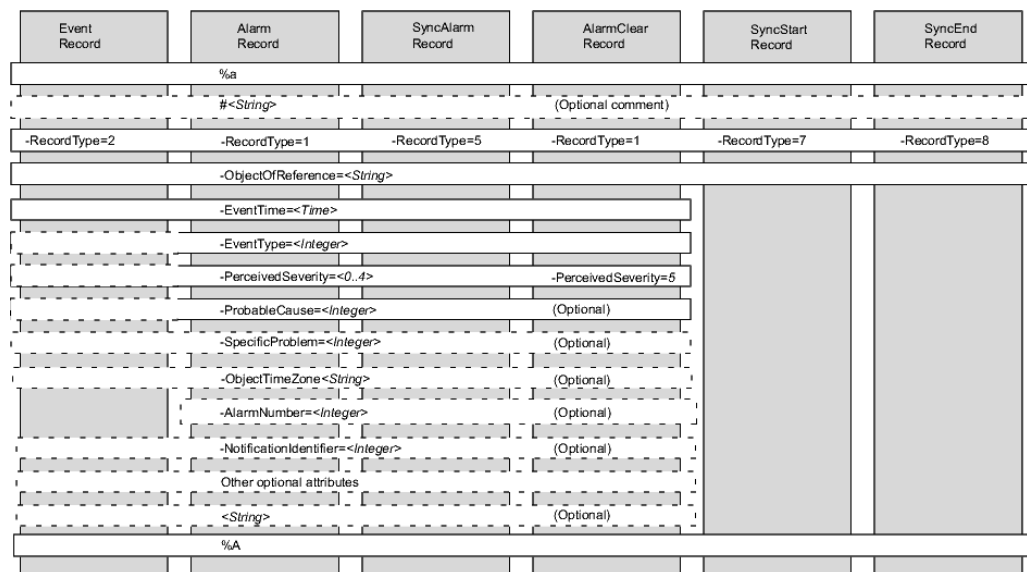 Event Record
Alarm Record
SyncAlarm Record
AlarmClear Record
SyncStart Record
SyncEnd Record
%a
#<String> (Optional comment)
-RecordType=2 -RecordType=1 -RecordType=5 -RecordType=1 -RecordType=7 -RecordType=8
-ObjectOfReference=<String>
-EventTime=<Time>
-EventType=<Integer>
-PerceivedSeverity=<0..4> -PerceivedSeverity=5
-ProbableCause=<Integer> (Optional)
-SpecificProblem=<Integer> (Optional)
-ObjectTimeZone<String> (Optional)
-AlarmNumber=<Integer> (Optional)
-NotificationIdentifier=<Integer> (Optional)
Other optional attributes
<String> (Optional)
%A